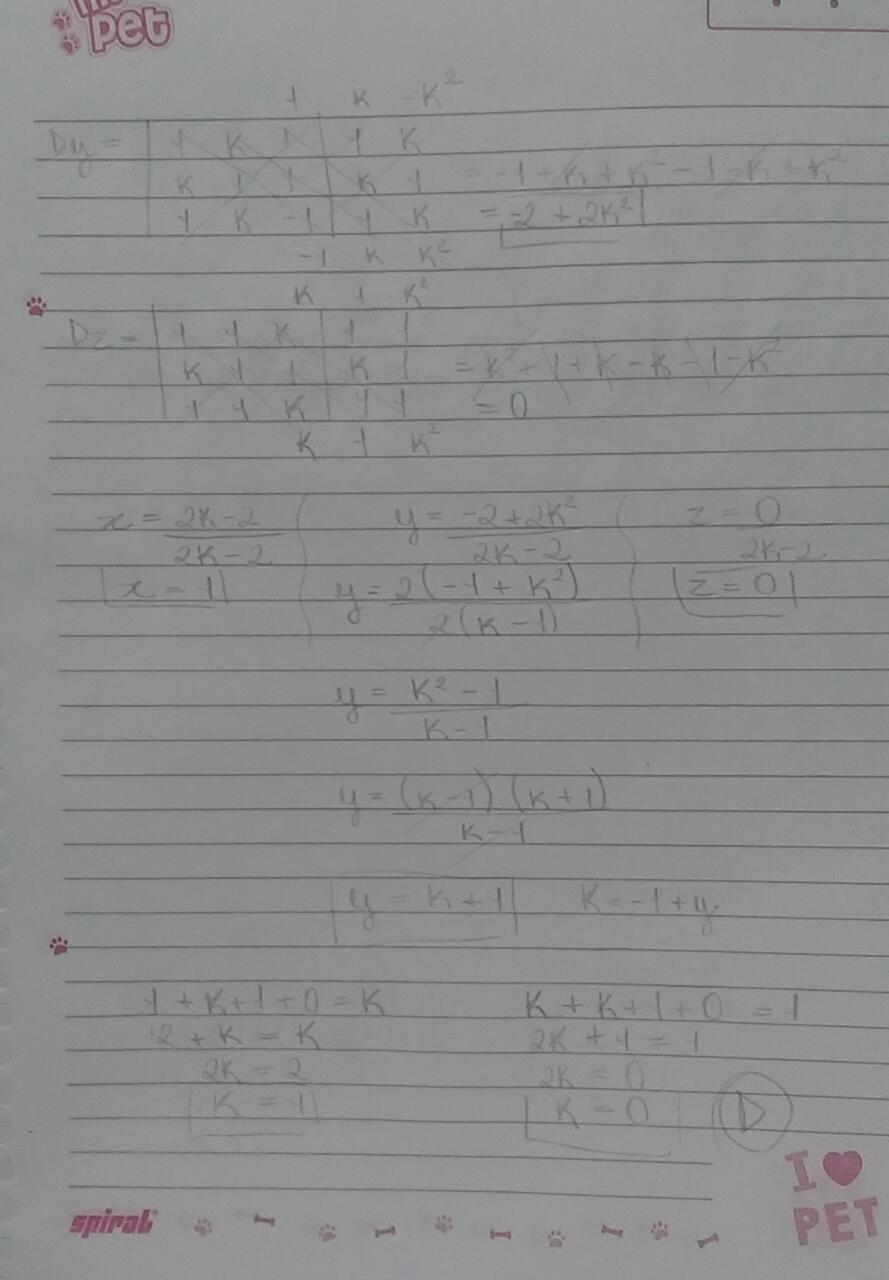 Pet
1 K -K²
Dy = | 1 K 1 | 1 K
K 1 1 | K 1 = -1 + K + K² - 1 - K + K²
1 K -1 | 1 K = -2 + 2K²
-1 K K²
K 1 K²
Dz = | 1 1 K | 1 1
K 1 1 | K 1 = K² + 1 + K - K - 1 - K²
1 1 K | 1 1 = 0
K 1 K²
x = 2K-2 / 2K-2 y = -2+2K² / 2K-2 z = 0 / 2K-2
x = 1 y = 2(-1+K²) / 2(K-1) z = 0
y = K² - 1 / K-1
y = (K-1)(K+1) / K-1
y = K+1 K = -1+y
1 + K+1+0 = K K + K+1+0 = 1
2 + K = K 2K + 1 = 1
2K = 2 2K = 0
K = 1 K = 0 D
I ♥
spiral PET